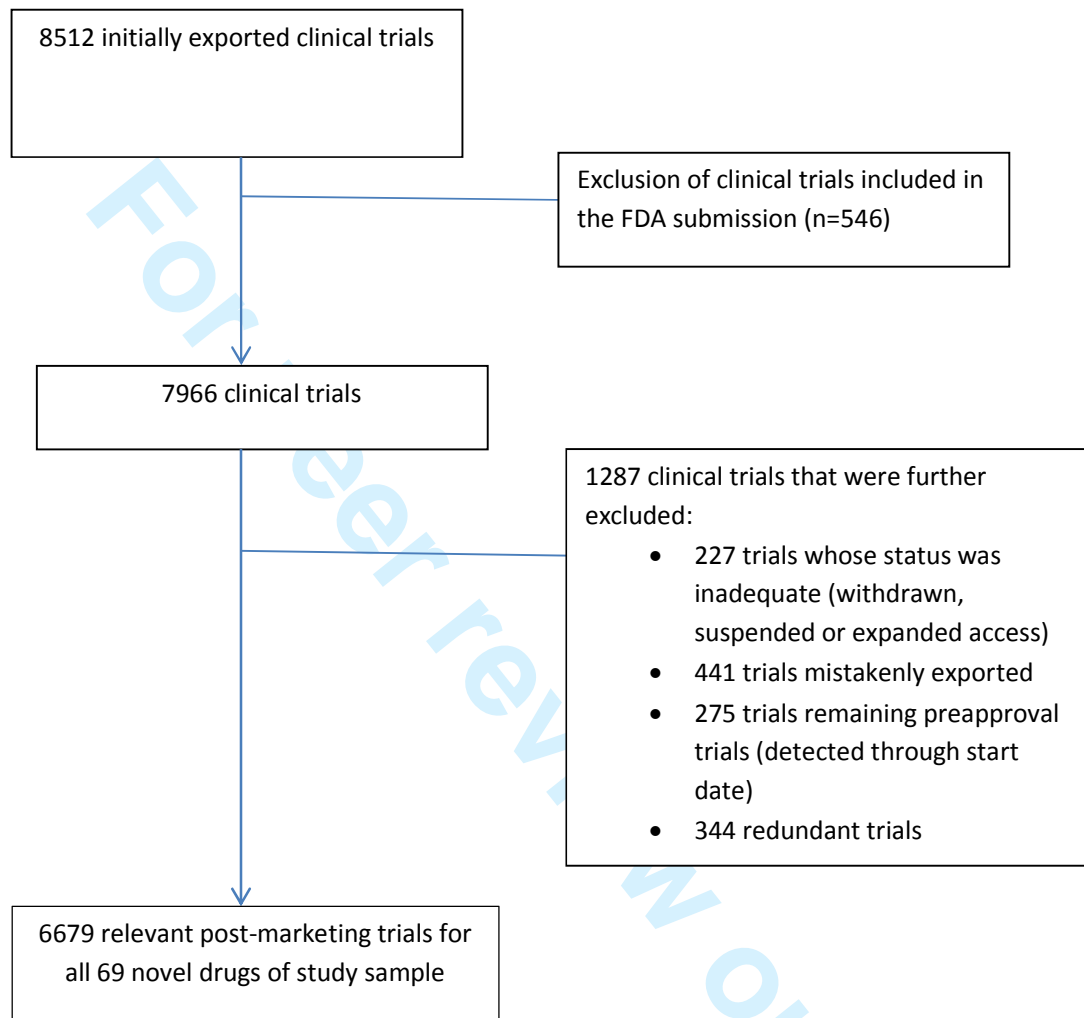 8512 initially exported clinical trials
Exclusion of clinical trials included in
the FDA submission (n=546)
7966 clinical trials
1287 clinical trials that were further
excluded:
• 227 trials whose status was
inadequate (withdrawn,
suspended or expanded access)
• 441 trials mistakenly exported
• 275 trials remaining preapproval
trials (detected through start
date)
• 344 redundant trials
6679 relevant post-marketing trials for
all 69 novel drugs of study sample
For